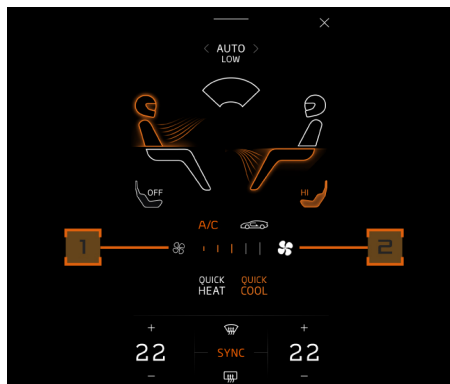 AUTO
LOW
OFF
HI
A/C
1
2
QUICK
HEAT
QUICK
COOL
+
+
22
SYNC
22
−
−